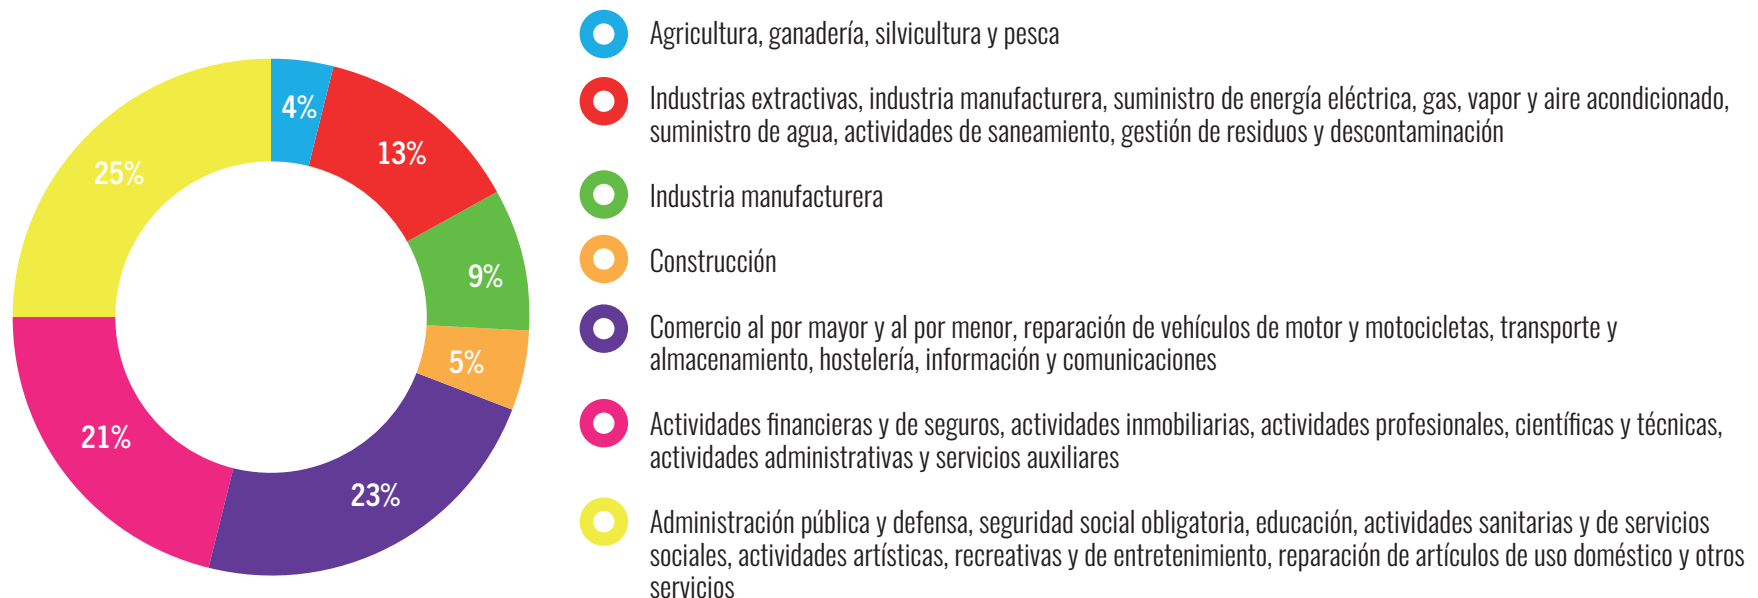 4%
13%
9%
5%
23%
21%
25%
Agricultura, ganadería, silvicultura y pesca
Industrias extractivas, industria manufacturera, suministro de energía eléctrica, gas, vapor y aire acondicionado,
suministro de agua, actividades de saneamiento, gestión de residuos y descontaminación
Industria manufacturera
Construcción
Comercio al por mayor y al por menor, reparación de vehículos de motor y motocicletas, transporte y
almacenamiento, hostelería, información y comunicaciones
Actividades financieras y de seguros, actividades inmobiliarias, actividades profesionales, científicas y técnicas,
actividades administrativas y servicios auxiliares
Administración pública y defensa, seguridad social obligatoria, educación, actividades sanitarias y de servicios
sociales, actividades artísticas, recreativas y de entretenimiento, reparación de artículos de uso doméstico y otros
servicios